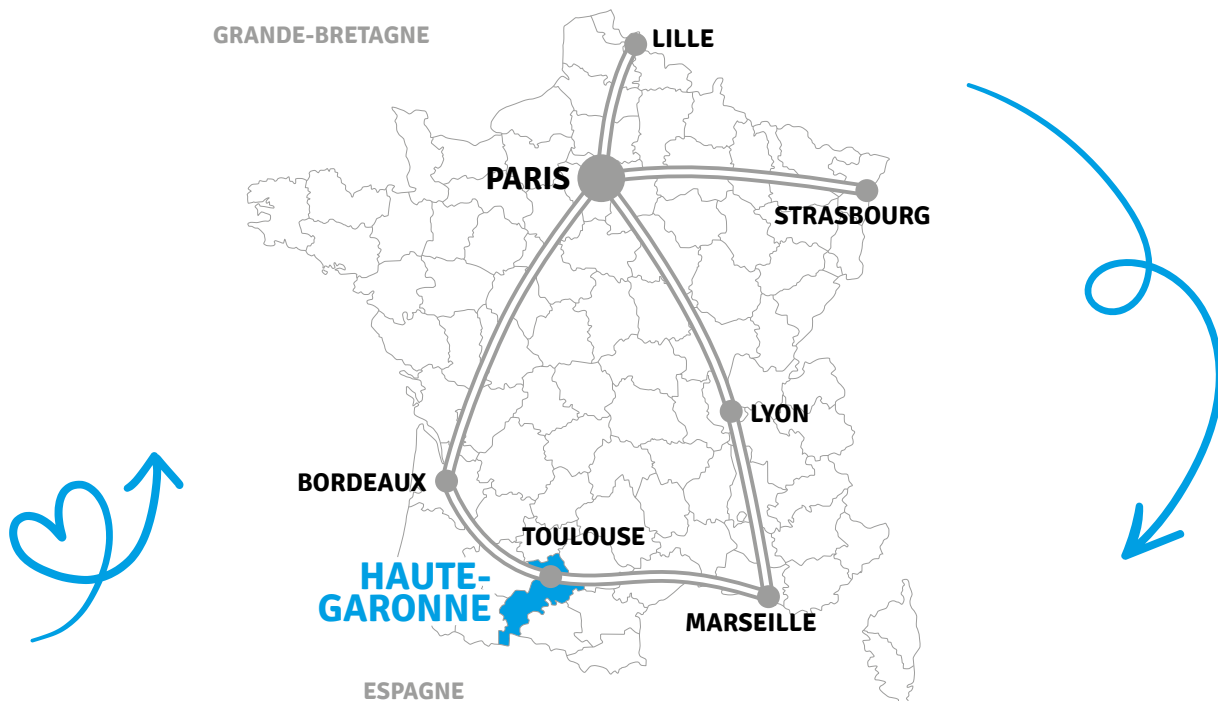 GRANDE-BRETAGNE
LILLE
PARIS
STRASBOURG
LYON
BORDEAUX
TOULOUSE
HAUTE-
GARONNE
MARSEILLE
ESPAGNE